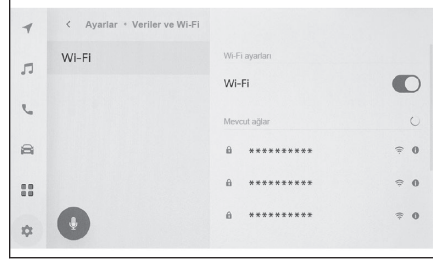 Ayarlar • Veriler ve Wi-Fi
Wi-Fi
Wi-Fi ayarları
Wi-Fi
Mevcut ağlar
**********
**********
**********